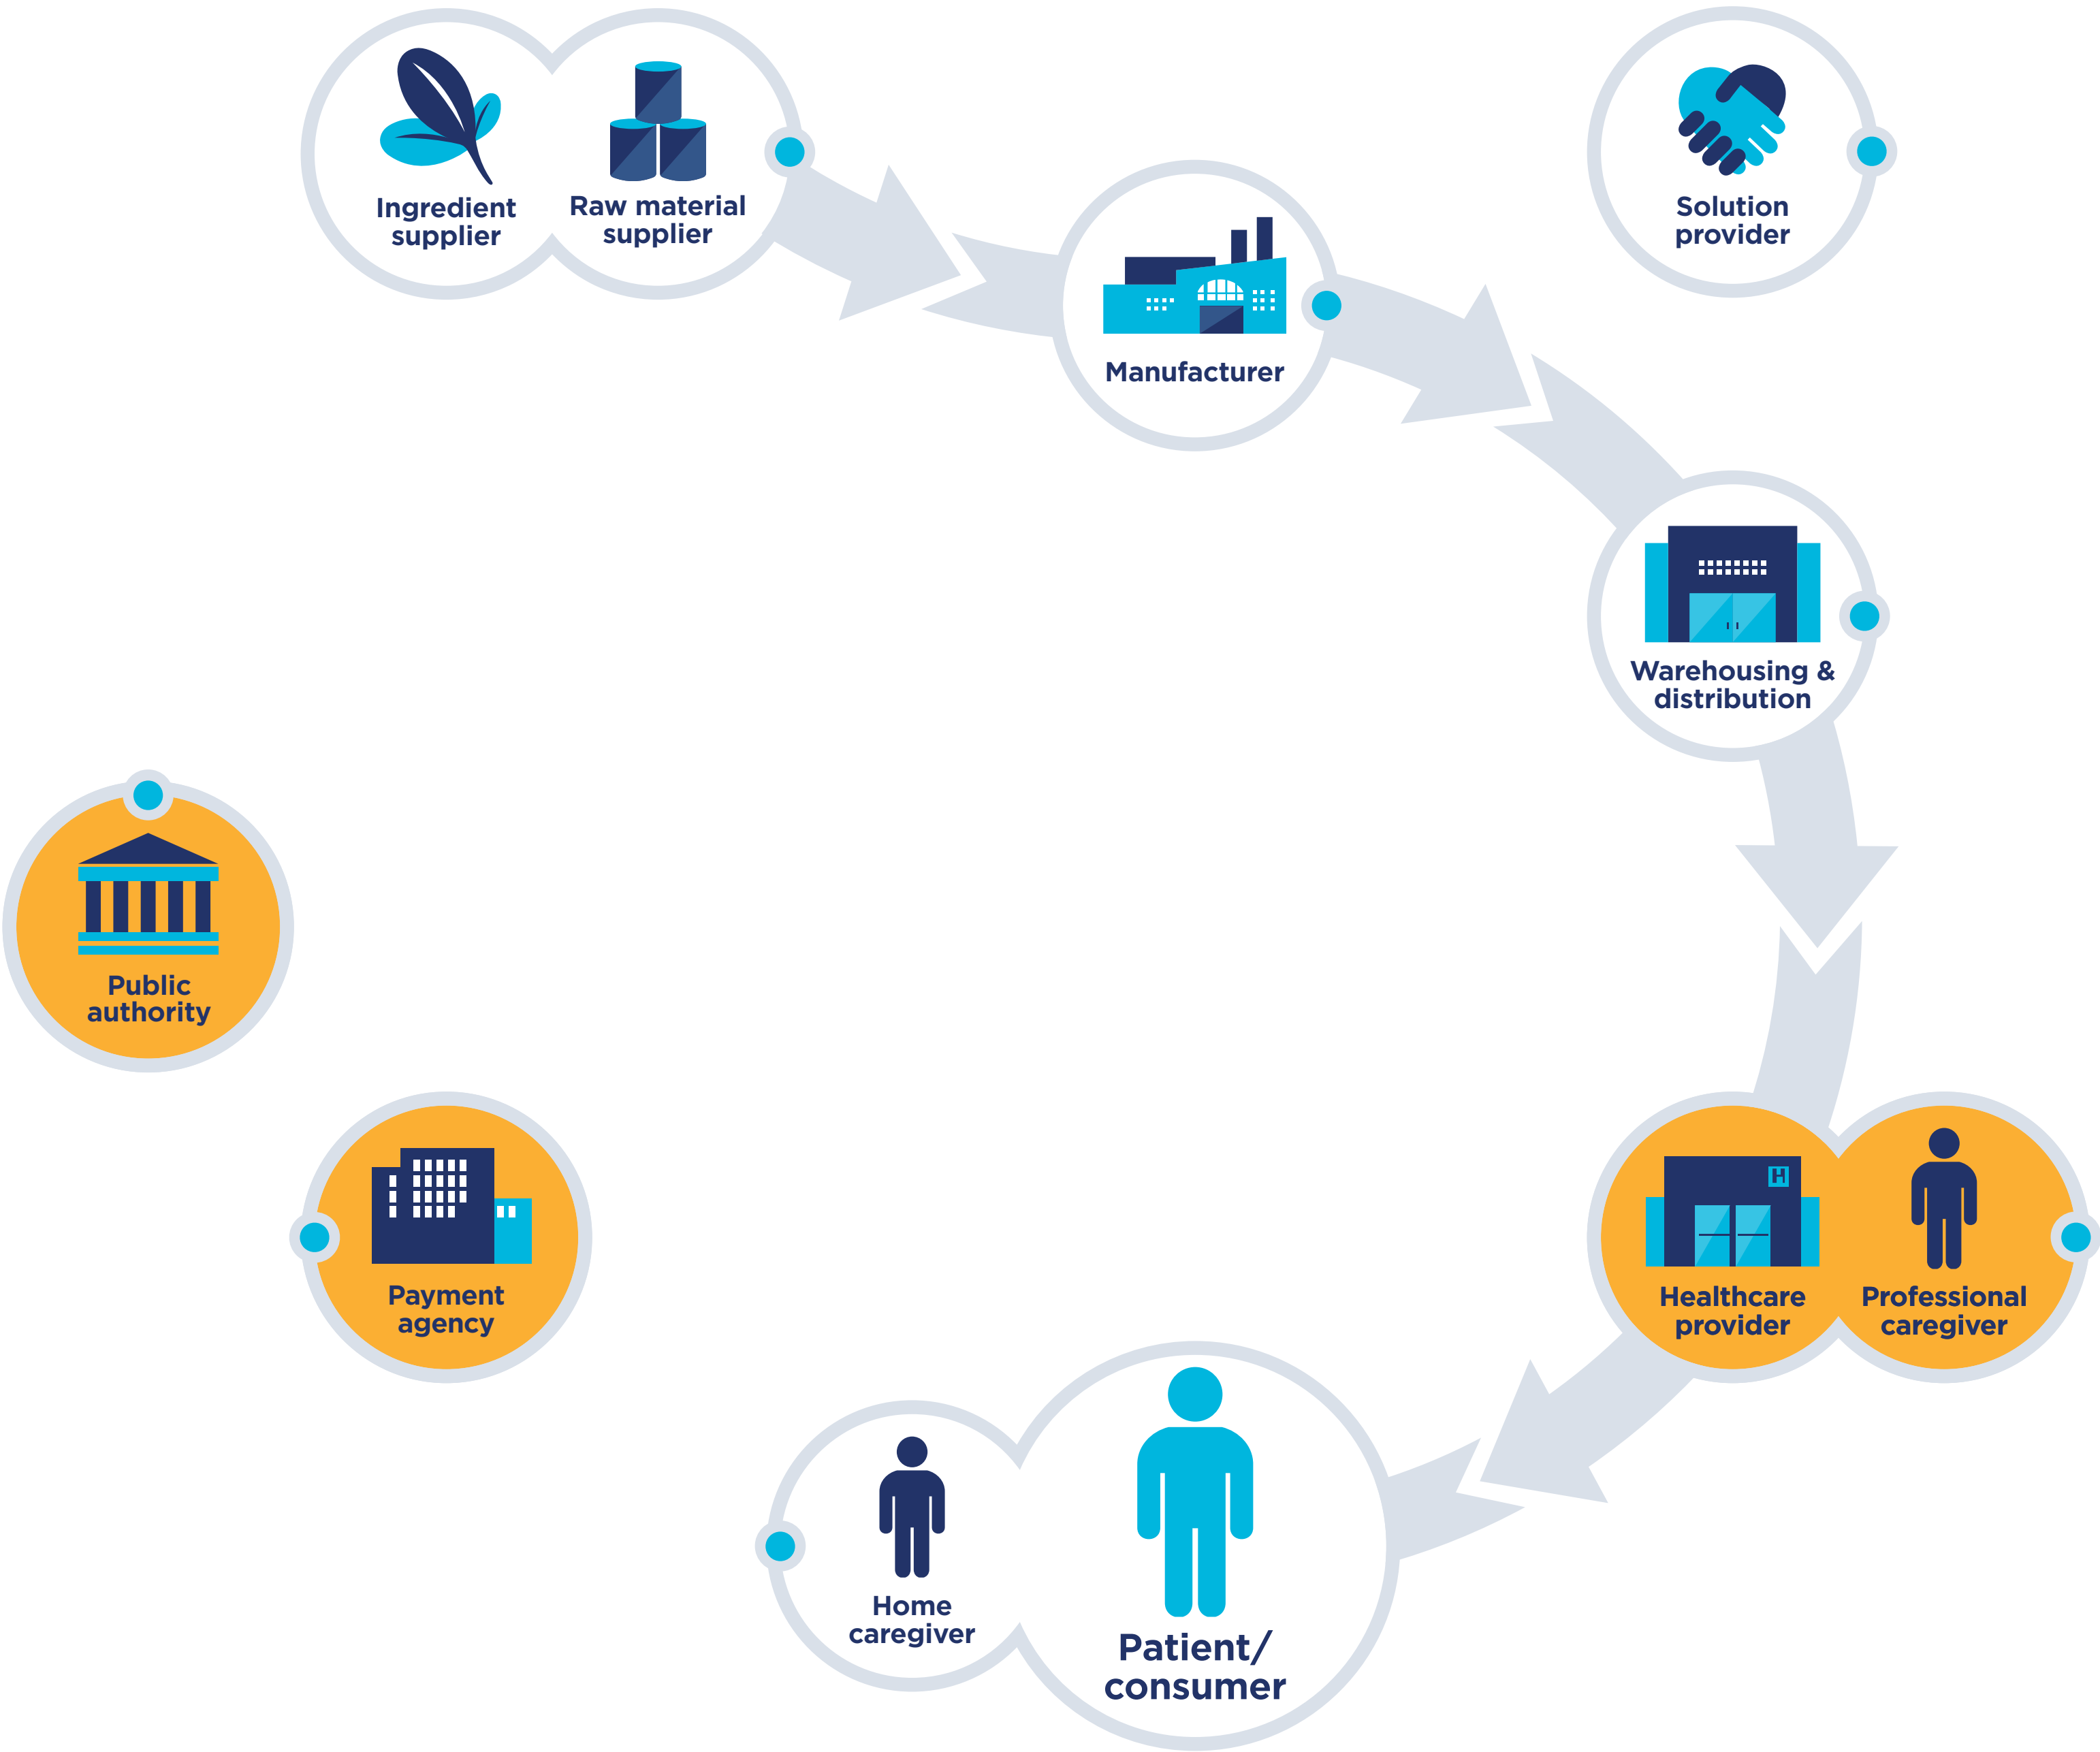 Ingredient
supplier
Raw material
supplier
Solution
provider
Manufacturer
Warehousing &
distribution
Public
authority
Payment
agency
H
Healthcare
provider
Professional
caregiver
Home
caregiver
Patient/
consumer